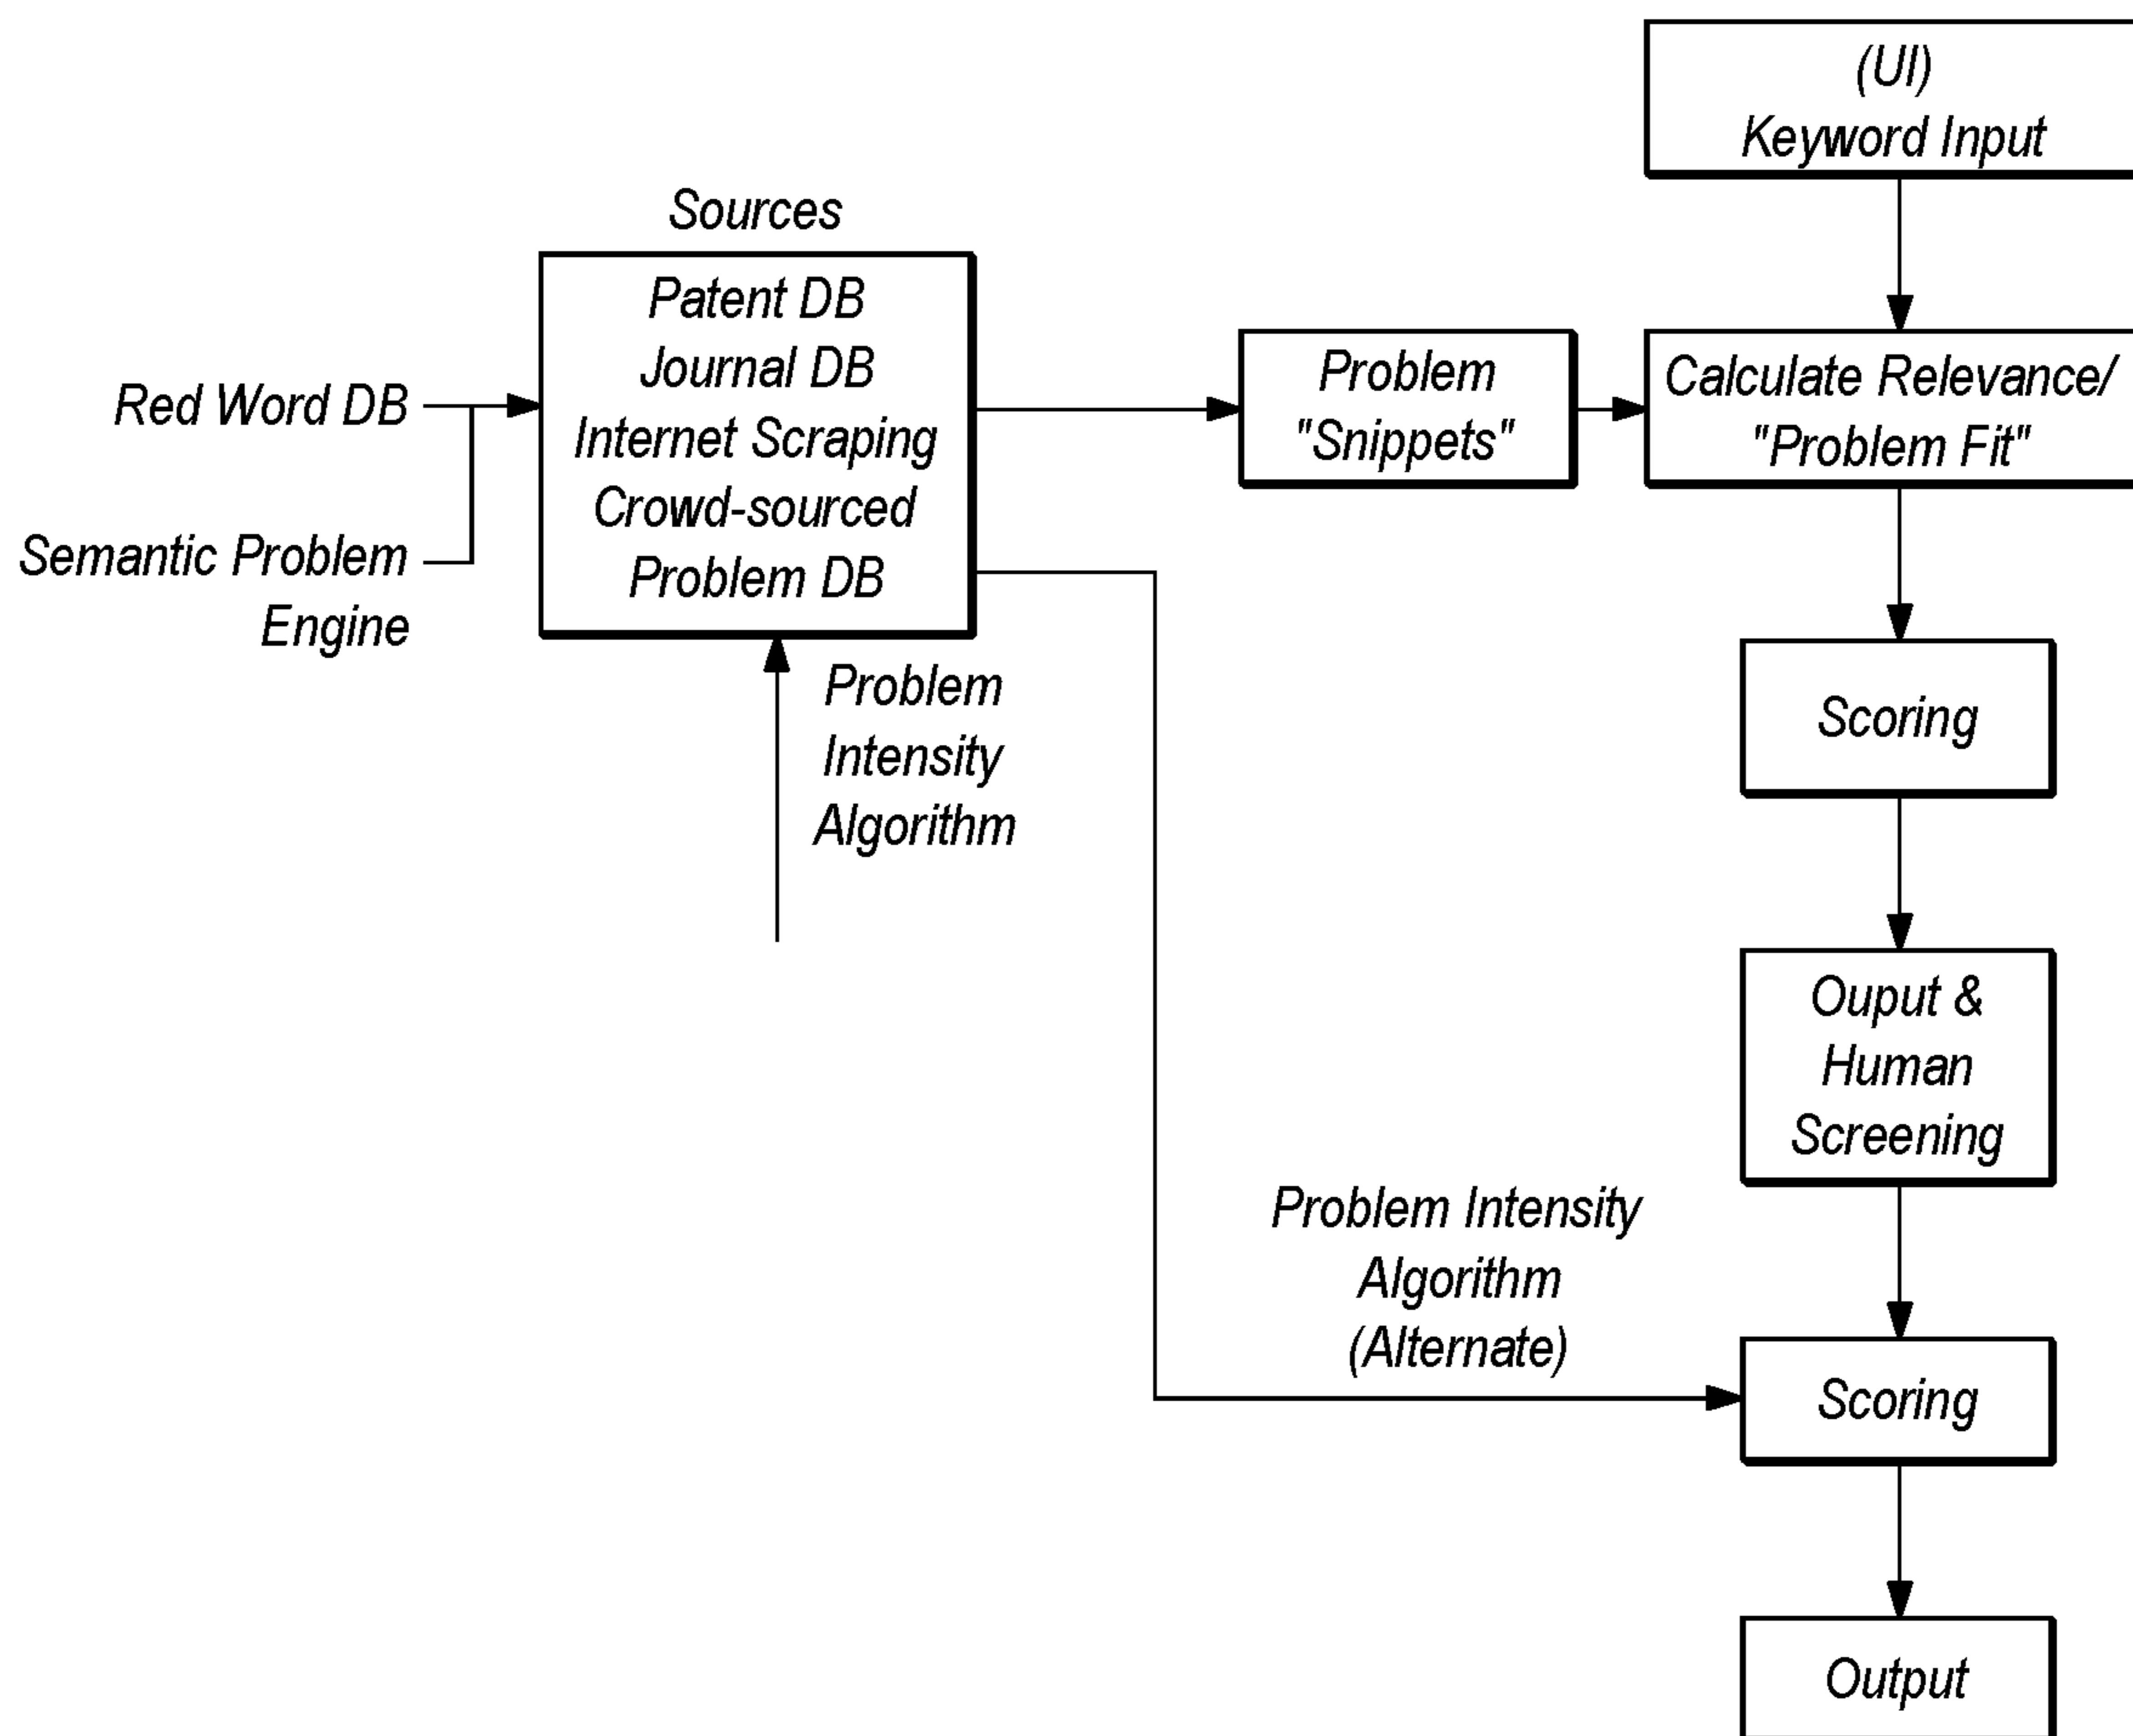 (UI)
Keyword Input
Sources
Patent DB
Journal DB
Internet Scraping
Crowd-sourced
Problem DB
Red Word DB
Semantic Problem
Engine
Problem
"Snippets"
Calculate Relevance/
"Problem Fit"
Problem
Intensity
Algorithm
Scoring
Ouput &
Human
Screening
Problem Intensity
Algorithm
(Alternate)
Scoring
Output